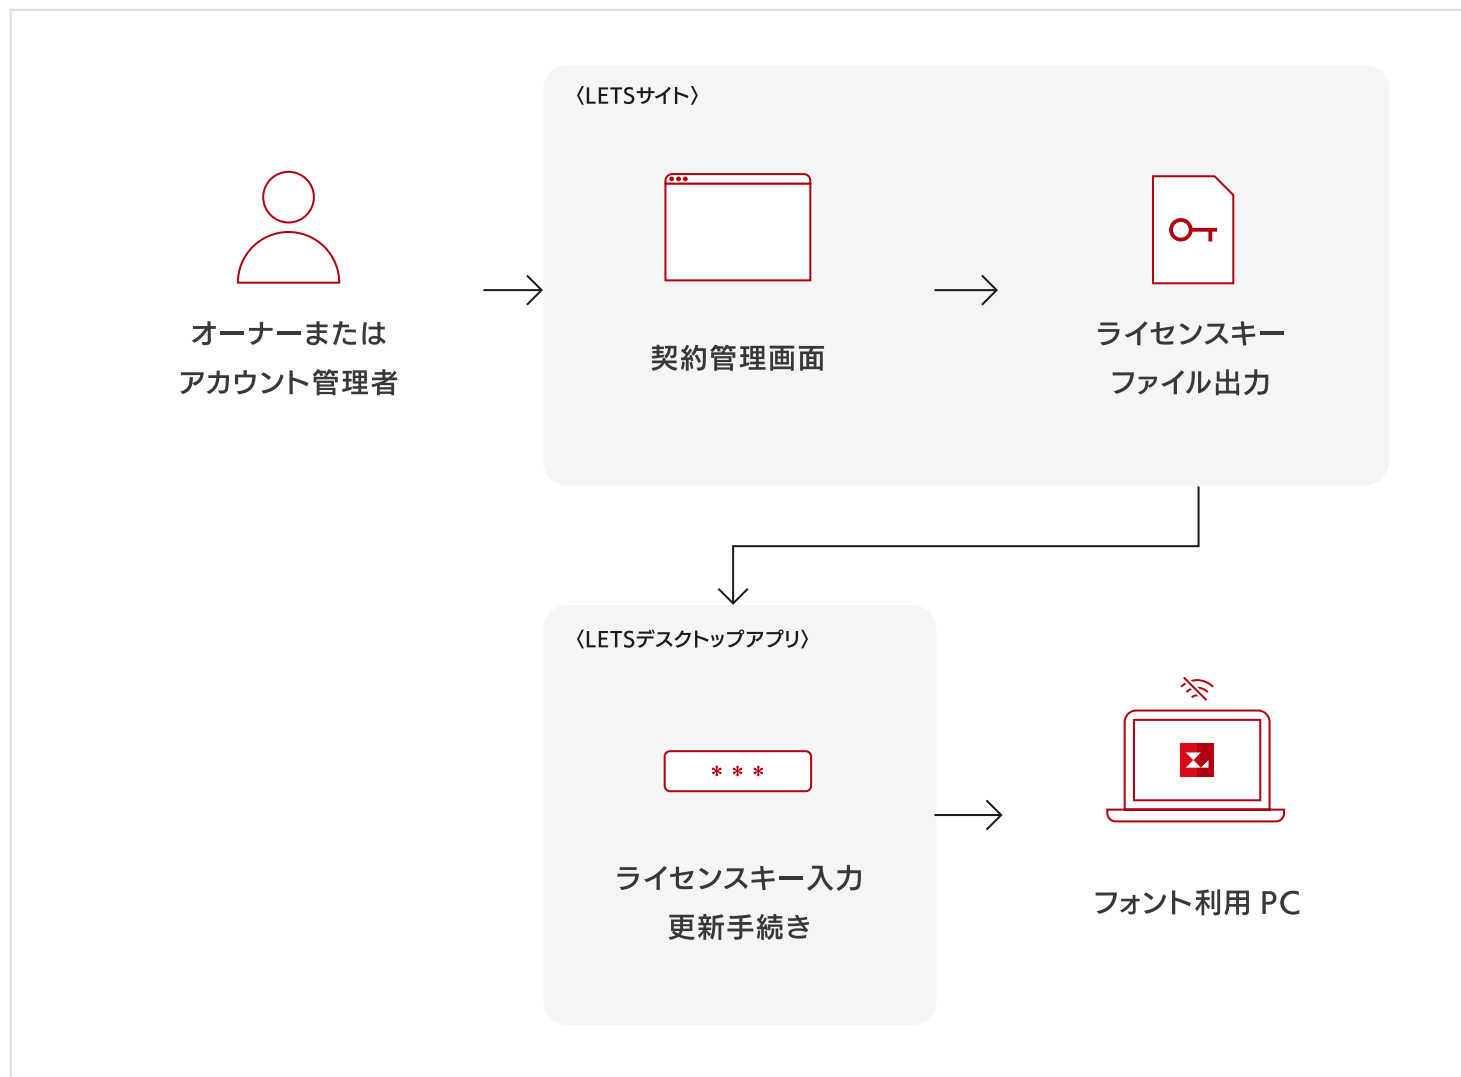 〈LETSサイト〉
オーナーまたは
アカウント管理者
契約管理画面
ライセンスキー
ファイル出力
〈LETSデスクトップアプリ〉
***
ライセンスキー入力
更新手続き
フォント利用 PC